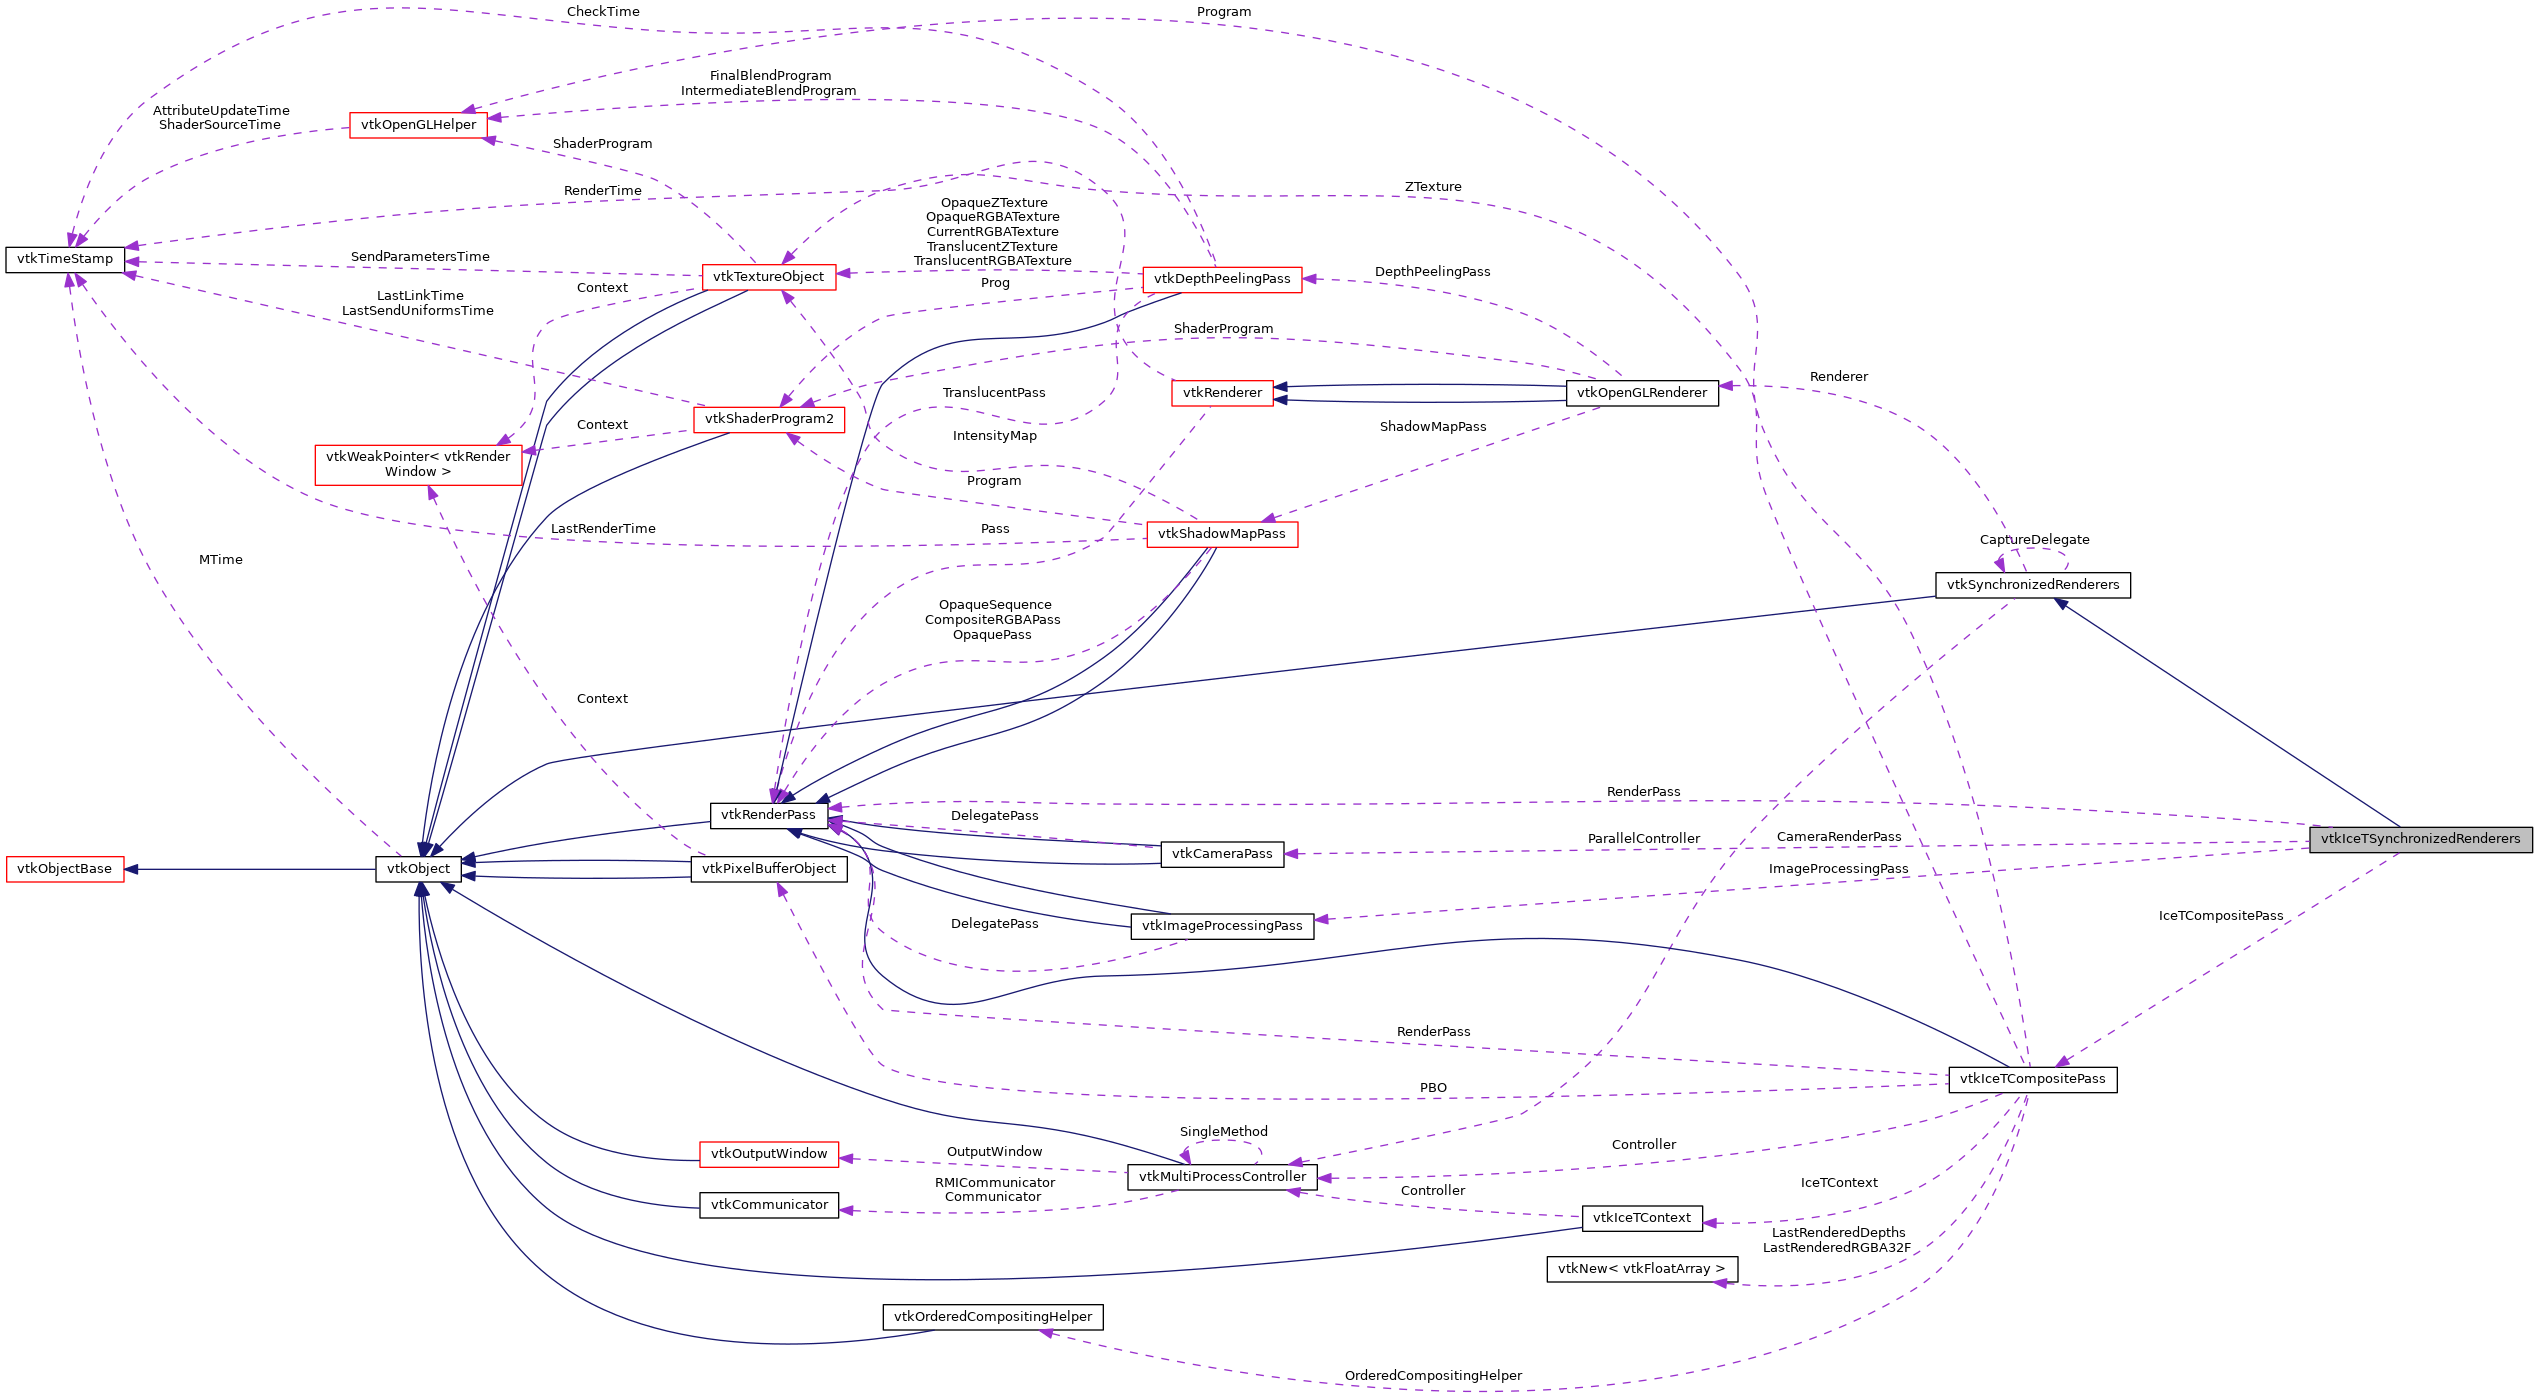 CheckTime
Program
FinalBlendProgram
IntermediateBlendProgram
AttributeUpdateTime
ShaderSourceTime
vtkOpenGLHelper
ShaderProgram
RenderTime
ZTexture
OpaqueZTexture
OpaqueRGBATexture
CurrentRGBATexture
TranslucentZTexture
TranslucentRGBATexture
vtkTimeStamp
SendParametersTime
vtkTextureObject
vtkDepthPeelingPass
DepthPeelingPass
LastLinkTime
LastSendUniformsTime
Context
Prog
ShaderProgram
Renderer
TranslucentPass
vtkRenderer
vtkOpenGLRenderer
vtkShaderProgram2
Context
IntensityMap
ShadowMapPass
vtkWeakPointer< vtkRender
Window >
Program
LastRenderTime
Pass
vtkShadowMapPass
CaptureDelegate
MTime
vtkSynchronizedRenderers
OpaqueSequence
CompositeRGBAPass
OpaquePass
Context
RenderPass
vtkRenderPass
DelegatePass
ParallelController
CameraRenderPass
vtkIceTSynchronizedRenderers
vtkCameraPass
vtkObjectBase
vtkObject
vtkPixelBufferObject
ImageProcessingPass
DelegatePass
vtkImageProcessingPass
IceTCompositePass
RenderPass
vtkIceTCompositePass
PBO
SingleMethod
Controller
vtkOutputWindow
OutputWindow
vtkMultiProcessController
RMICommunicator
Communicator
Controller
IceTContext
vtkCommunicator
vtkIceTContext
LastRenderedDepths
LastRenderedRGBA32F
vtkNew< vtkFloatArray >
vtkOrderedCompositingHelper
OrderedCompositingHelper